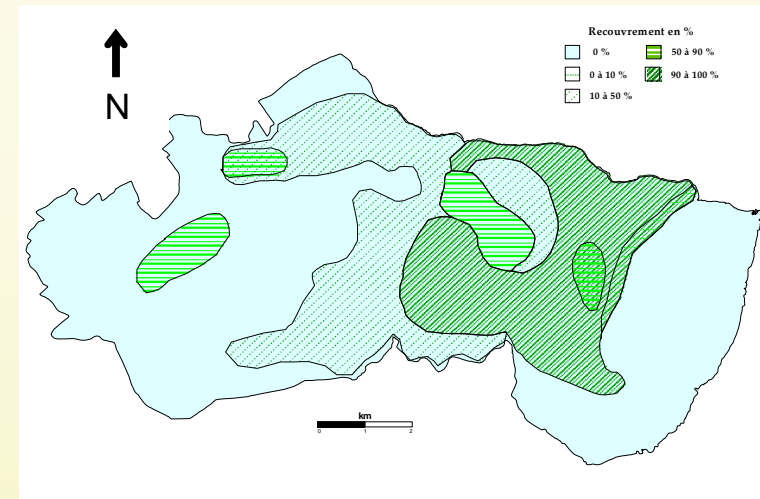 Recouvrement en %
0 %
50 à 90 %
0 à 10 %
90 à 100 %
10 à 50 %
N
km
0 1 2